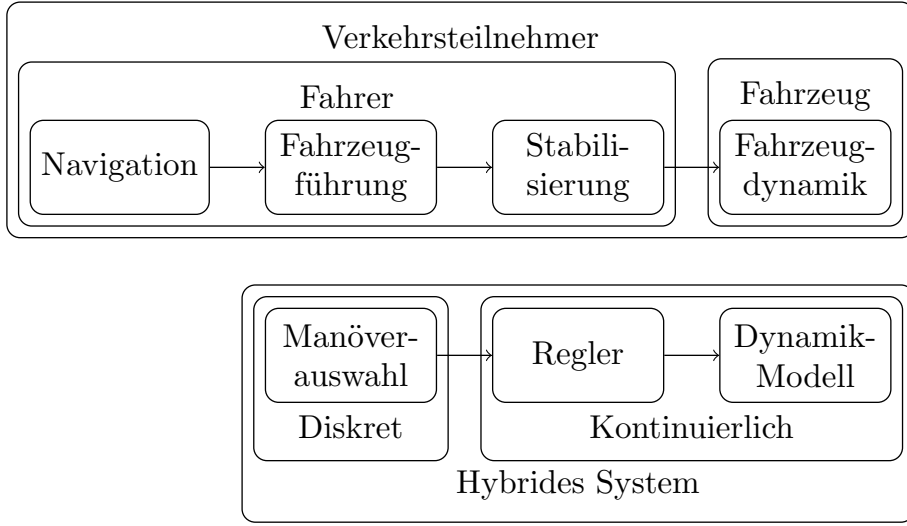 Verkehrsteilnehmer
Fahrer
Fahrzeug
Navigation
Fahrzeug-
führung
Stabili-
sierung
Fahrzeug-
dynamik
Manöver-
auswahl
Regler
Dynamik-
Modell
Diskret
Kontinuierlich
Hybrides System